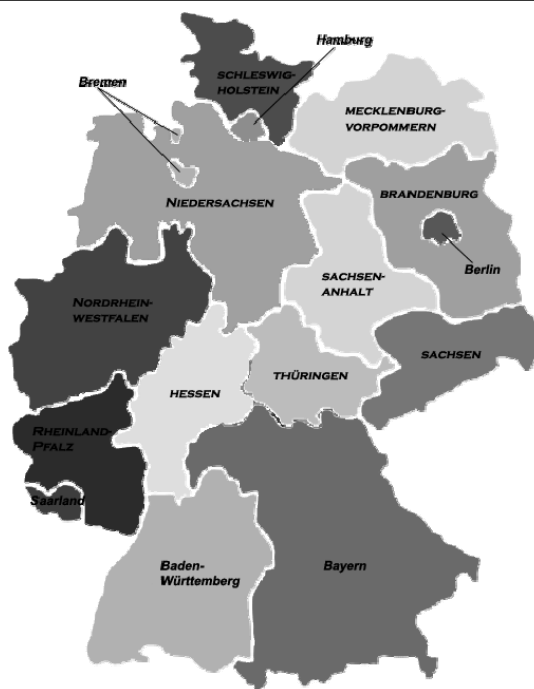 Hamburg
SCHLESWIG-
HOLSTEIN
Bremen
MECKLENBURG-
VORPOMMERN
BRANDENBURG
NIEDERSACHSEN
Berlin
SACHSEN-
ANHALT
NORDRHEIN-
WESTFALEN
SACHSEN
THÜRINGEN
HESSEN
RHEINLAND-
PFALZ
Saarland
Baden-
Württemberg
Bayern